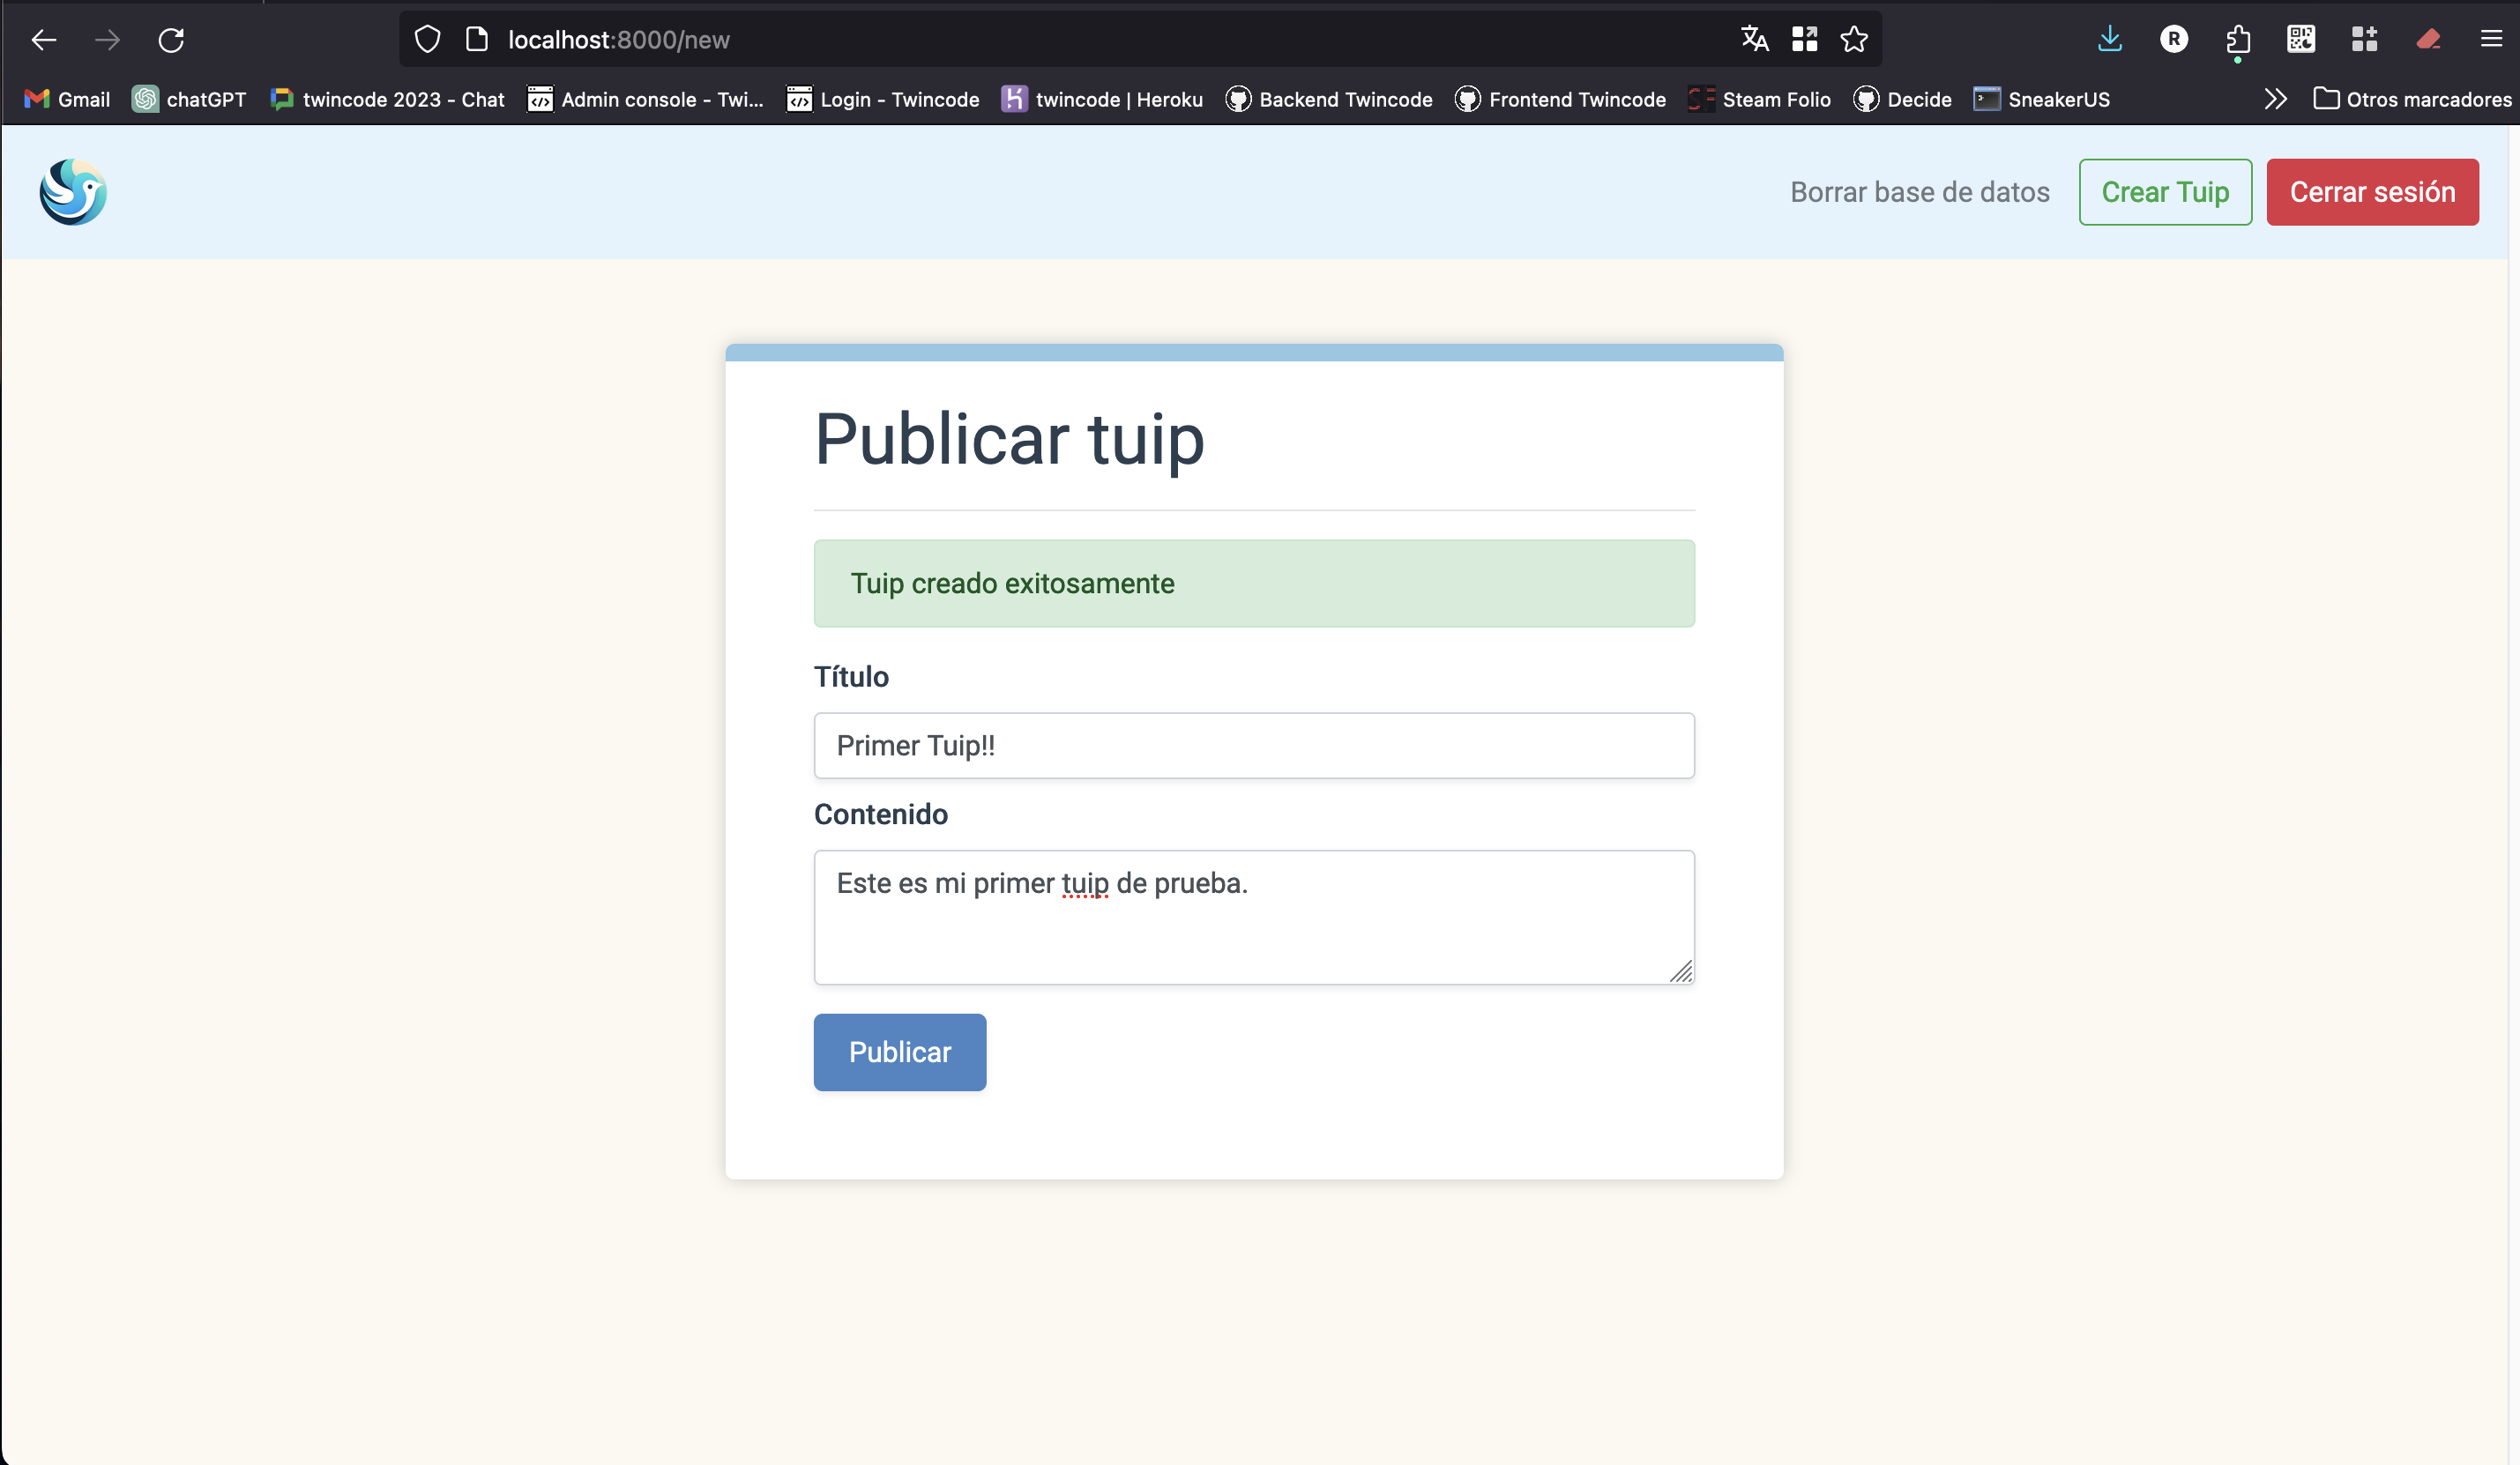 localhost:8000/new
Gmail chatGPT twincode 2023 - Chat Admin console - Twi... Login - Twincode twincode | Heroku Backend Twincode Frontend Twincode Steam Folio Decide SneakerUS Otros marcadores
Borrar base de datos Crear Tuip Cerrar sesión
Publicar tuip
Tuip creado exitosamente
Título
Primer Tuip!!
Contenido
Este es mi primer tuip de prueba.
Publicar